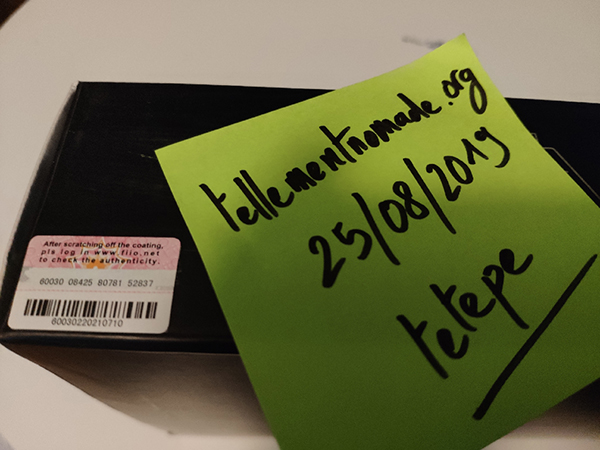 After scratching off the coating,
pls log in www.fiio.net
to check the authenticity.
60030 08425 80781 52837
60030220210710
tellementnomade.org
25/08/2019
tetepe